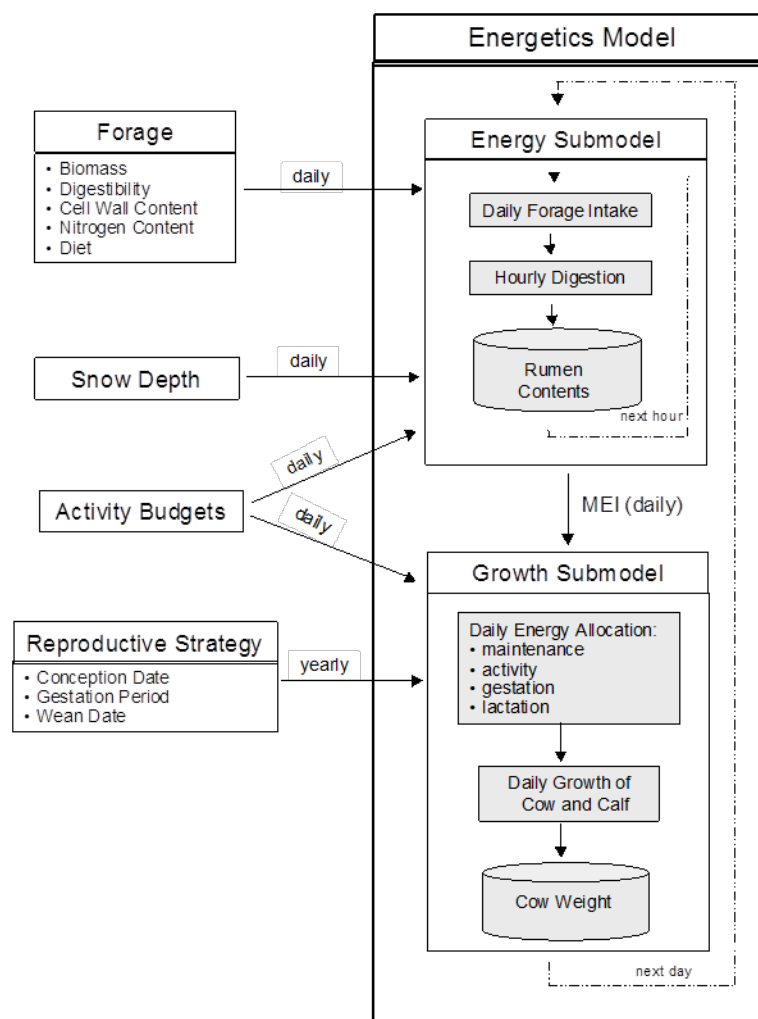 Energetics Model
Forage
• Biomass
• Digestibility
• Cell Wall Content
• Nitrogen Content
• Diet
daily
Energy Submodel
Daily Forage Intake
Hourly Digestion
Rumen
Contents
next hour
Snow Depth
daily
Activity Budgets
daily
daily
MEI (daily)
Growth Submodel
Reproductive Strategy
• Conception Date
• Gestation Period
• Wean Date
yearly
Daily Energy Allocation:
• maintenance
• activity
• gestation
• lactation
Daily Growth of
Cow and Calf
Cow Weight
next day